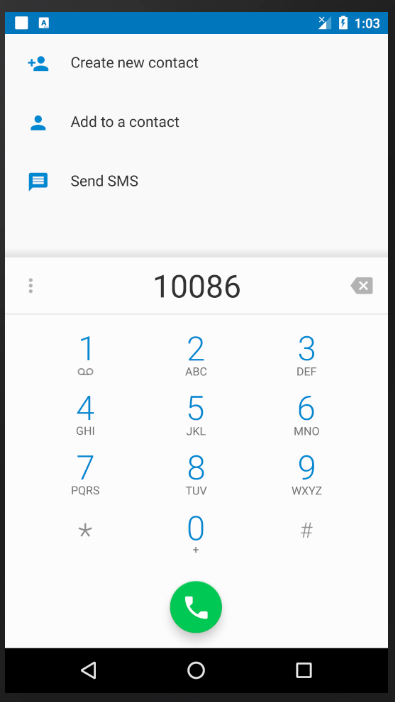 A 1:03
Create new contact
Add to a contact
Send SMS
10086
1 2 3
ABC DEF
4 5 6
GHI JKL MNO
7 8 9
PQRS TUV WXYZ
* 0 #
+